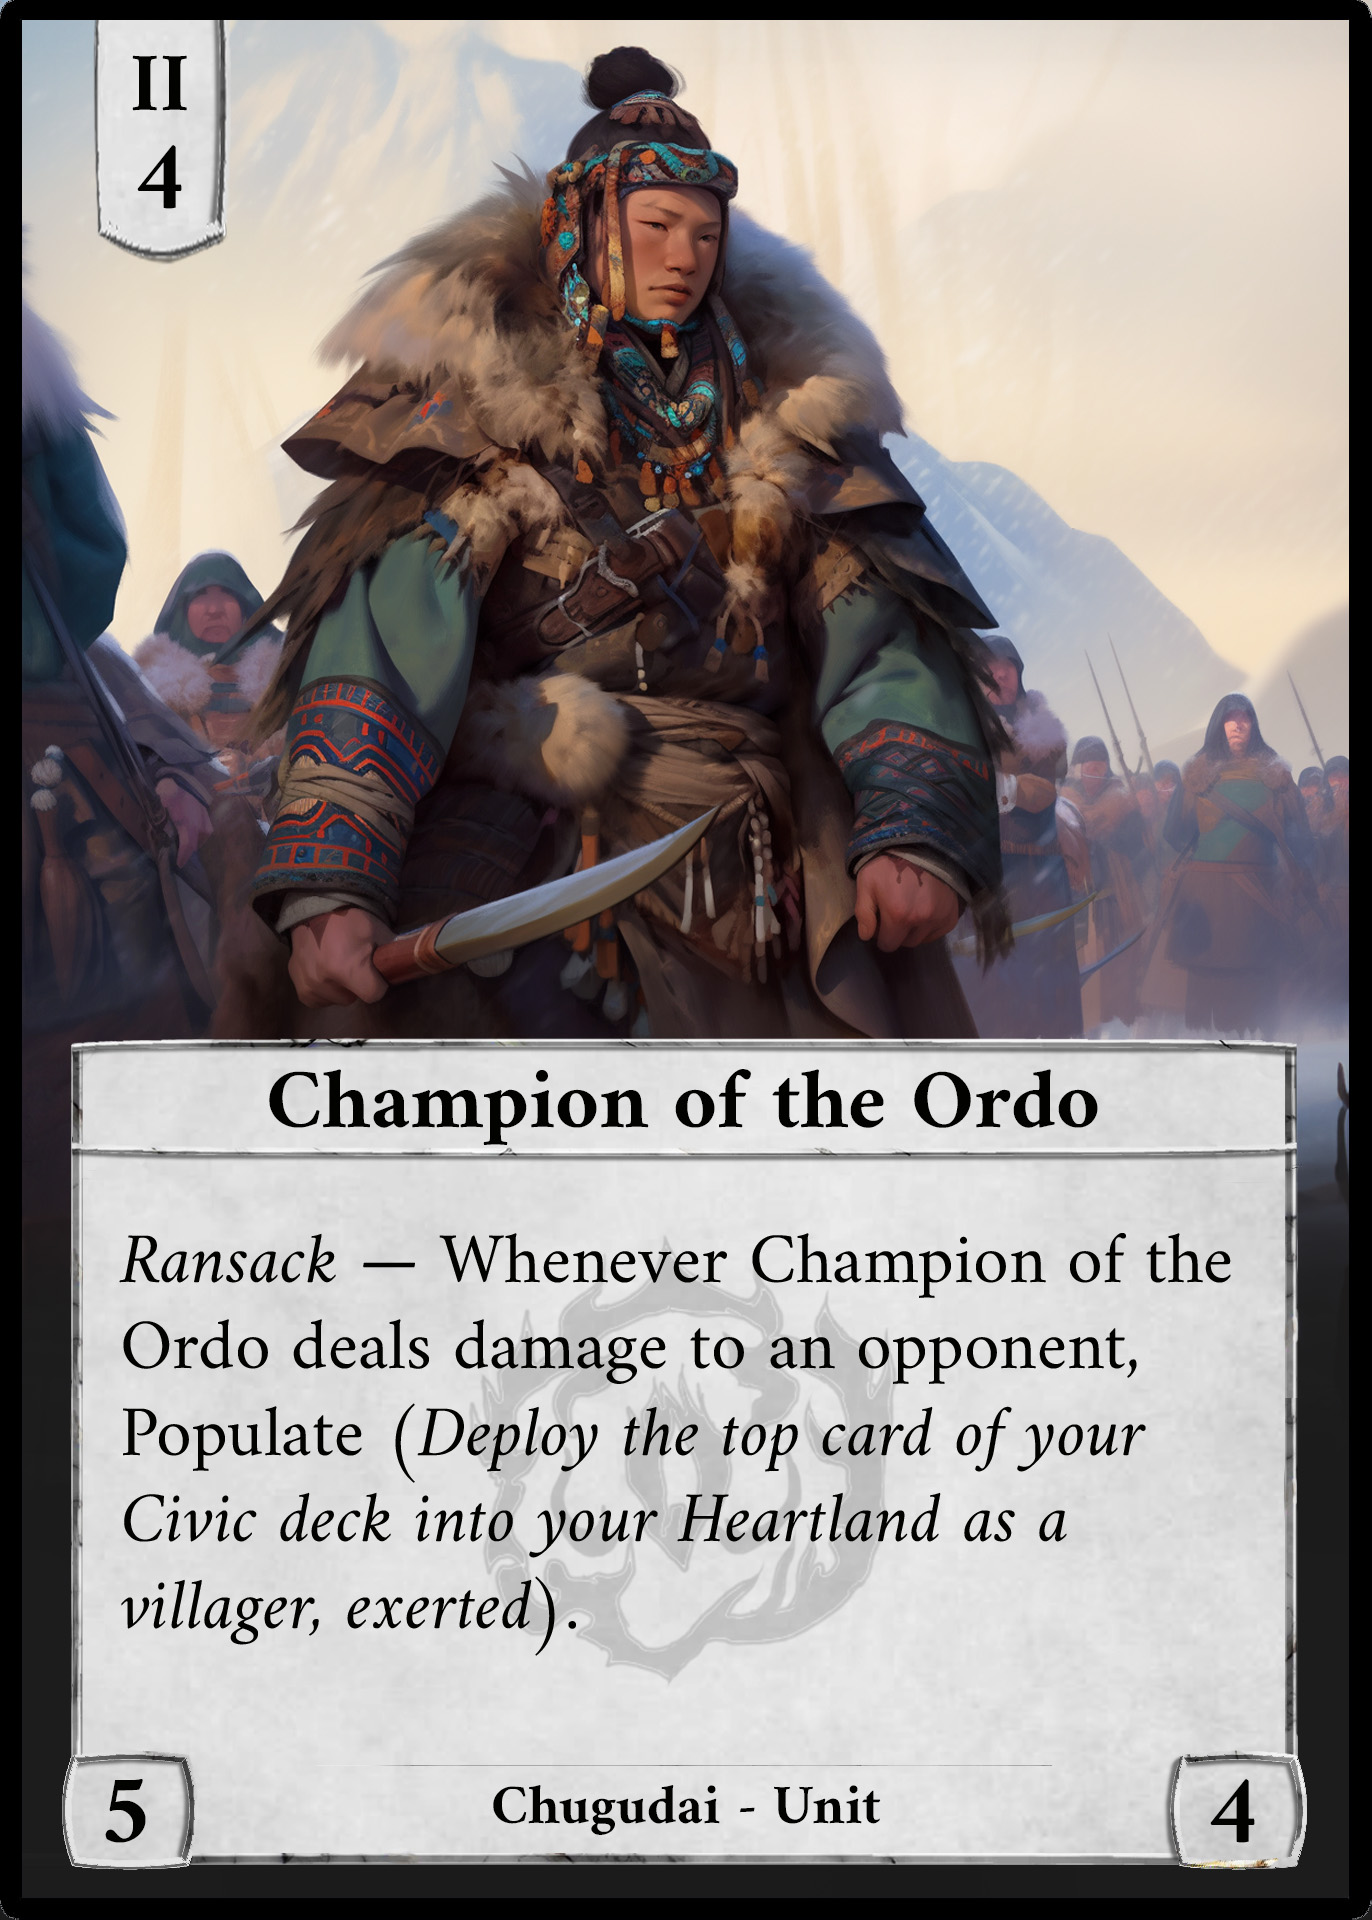 II
4
Champion of the Ordo
Ransack — Whenever Champion of the
Ordo deals damage to an opponent,
Populate (Deploy the top card of your
Civic deck into your Heartland as a
villager, exerted).
5
Chugudai - Unit
4